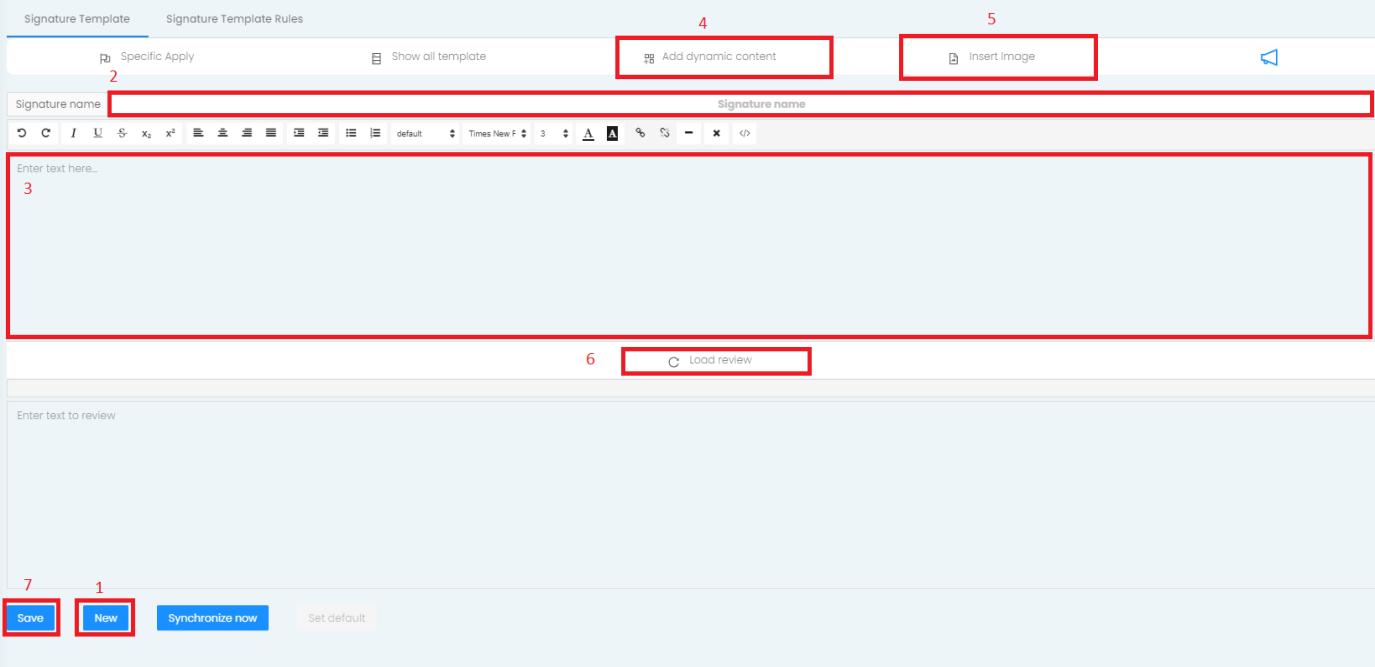 Signature Template Signature Template Rules
4 5
Specific Apply Show all template Add dynamic content Insert Image
2
Signature name Signature name
I U S x₂ x² default Times New F 3 A A </>
Enter text here...
3
6 Load review
Enter text to review
7 1
Save New Synchronize now Set default